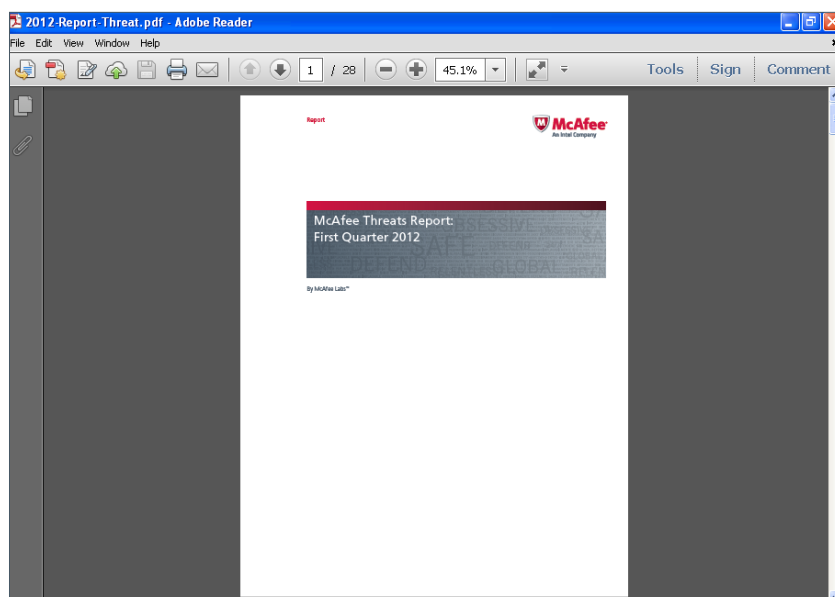 2012-Report-Threat.pdf - Adobe Reader
File Edit View Window Help
1 / 28 45.1% Tools Sign Comment
Report
McAfee
An Intel Company
McAfee Threats Report:
First Quarter 2012
OBSESSIVE
SAFE
DEFEND GLOBAL
By McAfee Labs™